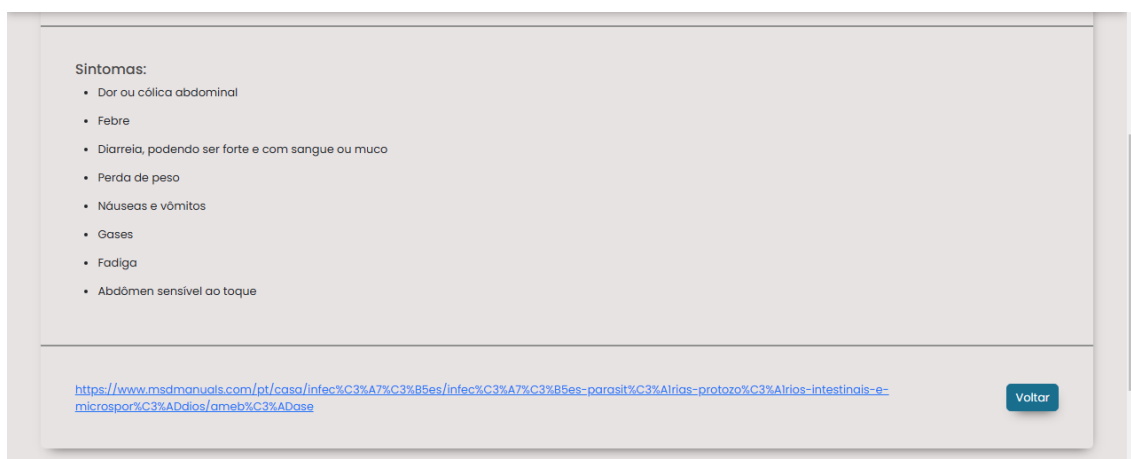 Sintomas:
• Dor ou cólica abdominal
• Febre
• Diarreia, podendo ser forte e com sangue ou muco
• Perda de peso
• Náuseas e vômitos
• Gases
• Fadiga
• Abdômen sensível ao toque
https://www.msdmanuals.com/pt/casa/infec%C3%A7%C3%B5es/infec%C3%A7%C3%B5es-parasit%C3%A1rias-protozo%C3%A1rios-intestinais-e-
microspor%C3%ADdios/ameb%C3%ADase
Voltar